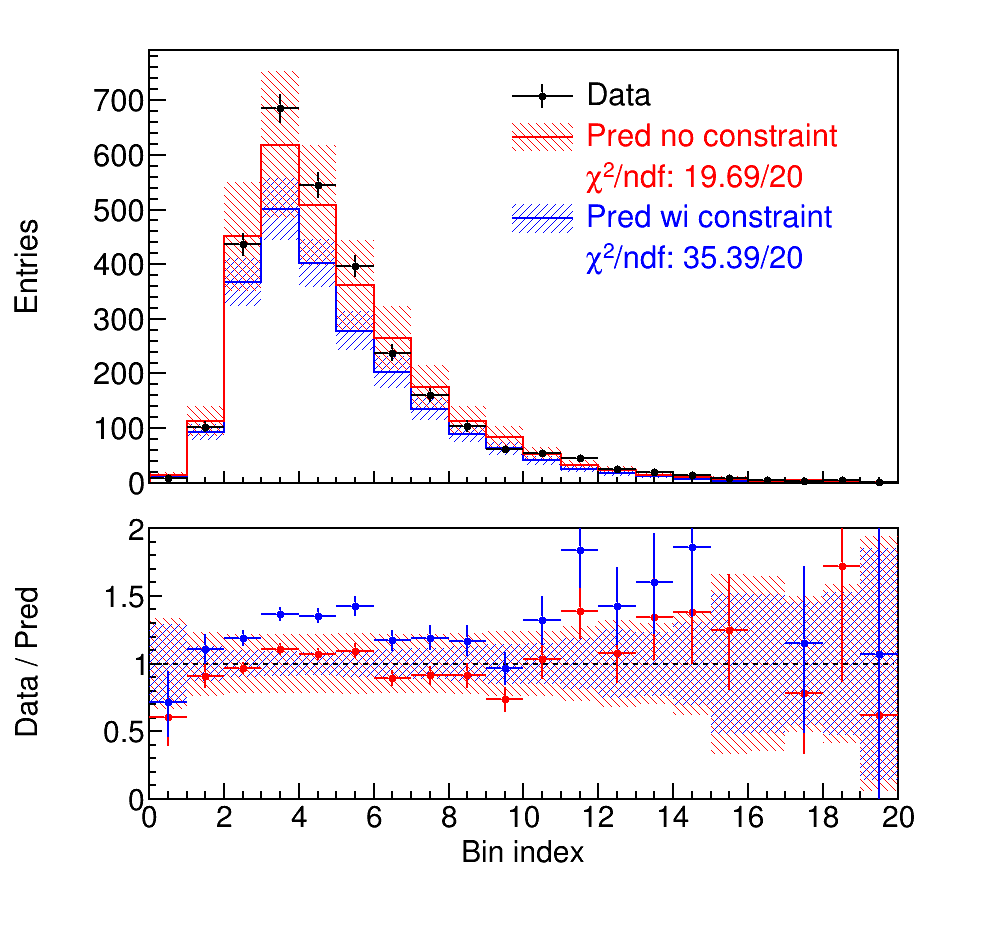 Entries
700
600
500
400
300
200
100
0
Data
Pred no constraint
χ²/ndf: 19.69/20
Pred wi constraint
χ²/ndf: 35.39/20
Data / Pred
2
1.5
1
0.5
0
0 2 4 6 8 10 12 14 16 18 20
Bin index